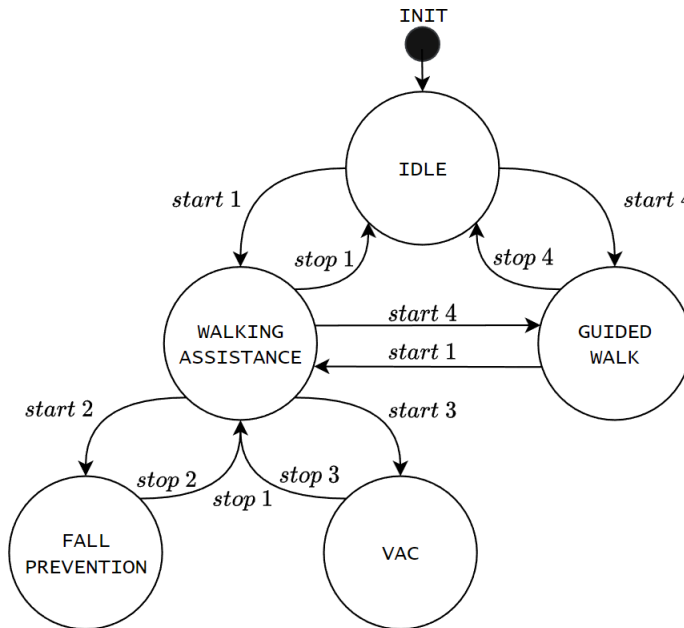 INIT
IDLE
start 1
start 4
stop 1
stop 4
WALKING
ASSISTANCE
start 4
start 1
GUIDED
WALK
start 2
start 3
stop 2
stop 3
stop 1
FALL
PREVENTION
VAC